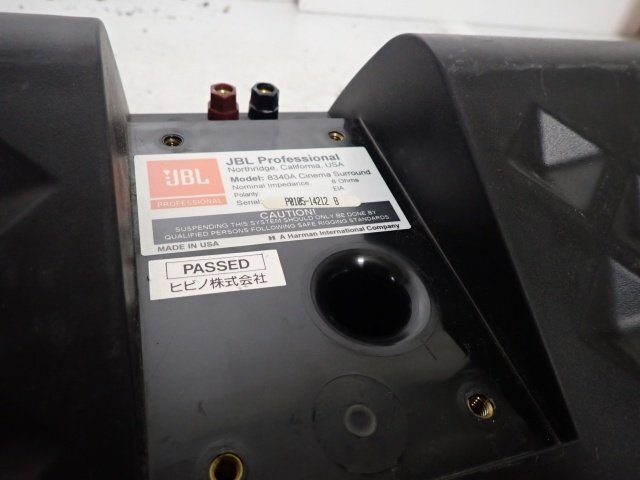 JBL
PROFESSIONAL
JBL Professional
Northridge, California, USA
Model: 8340A Cinema Surround
Nominal Impedance 8 Ohms
Polarity: EIA
Serial: P0105-14212 B
CAUTION!
SUSPENDING THIS SYSTEM SHOULD ONLY BE DONE BY
QUALIFIED PERSONS FOLLOWING SAFE RIGGING STANDARDS
MADE IN USA
H A Harman International Company
PASSED
ヒビノ株式会社